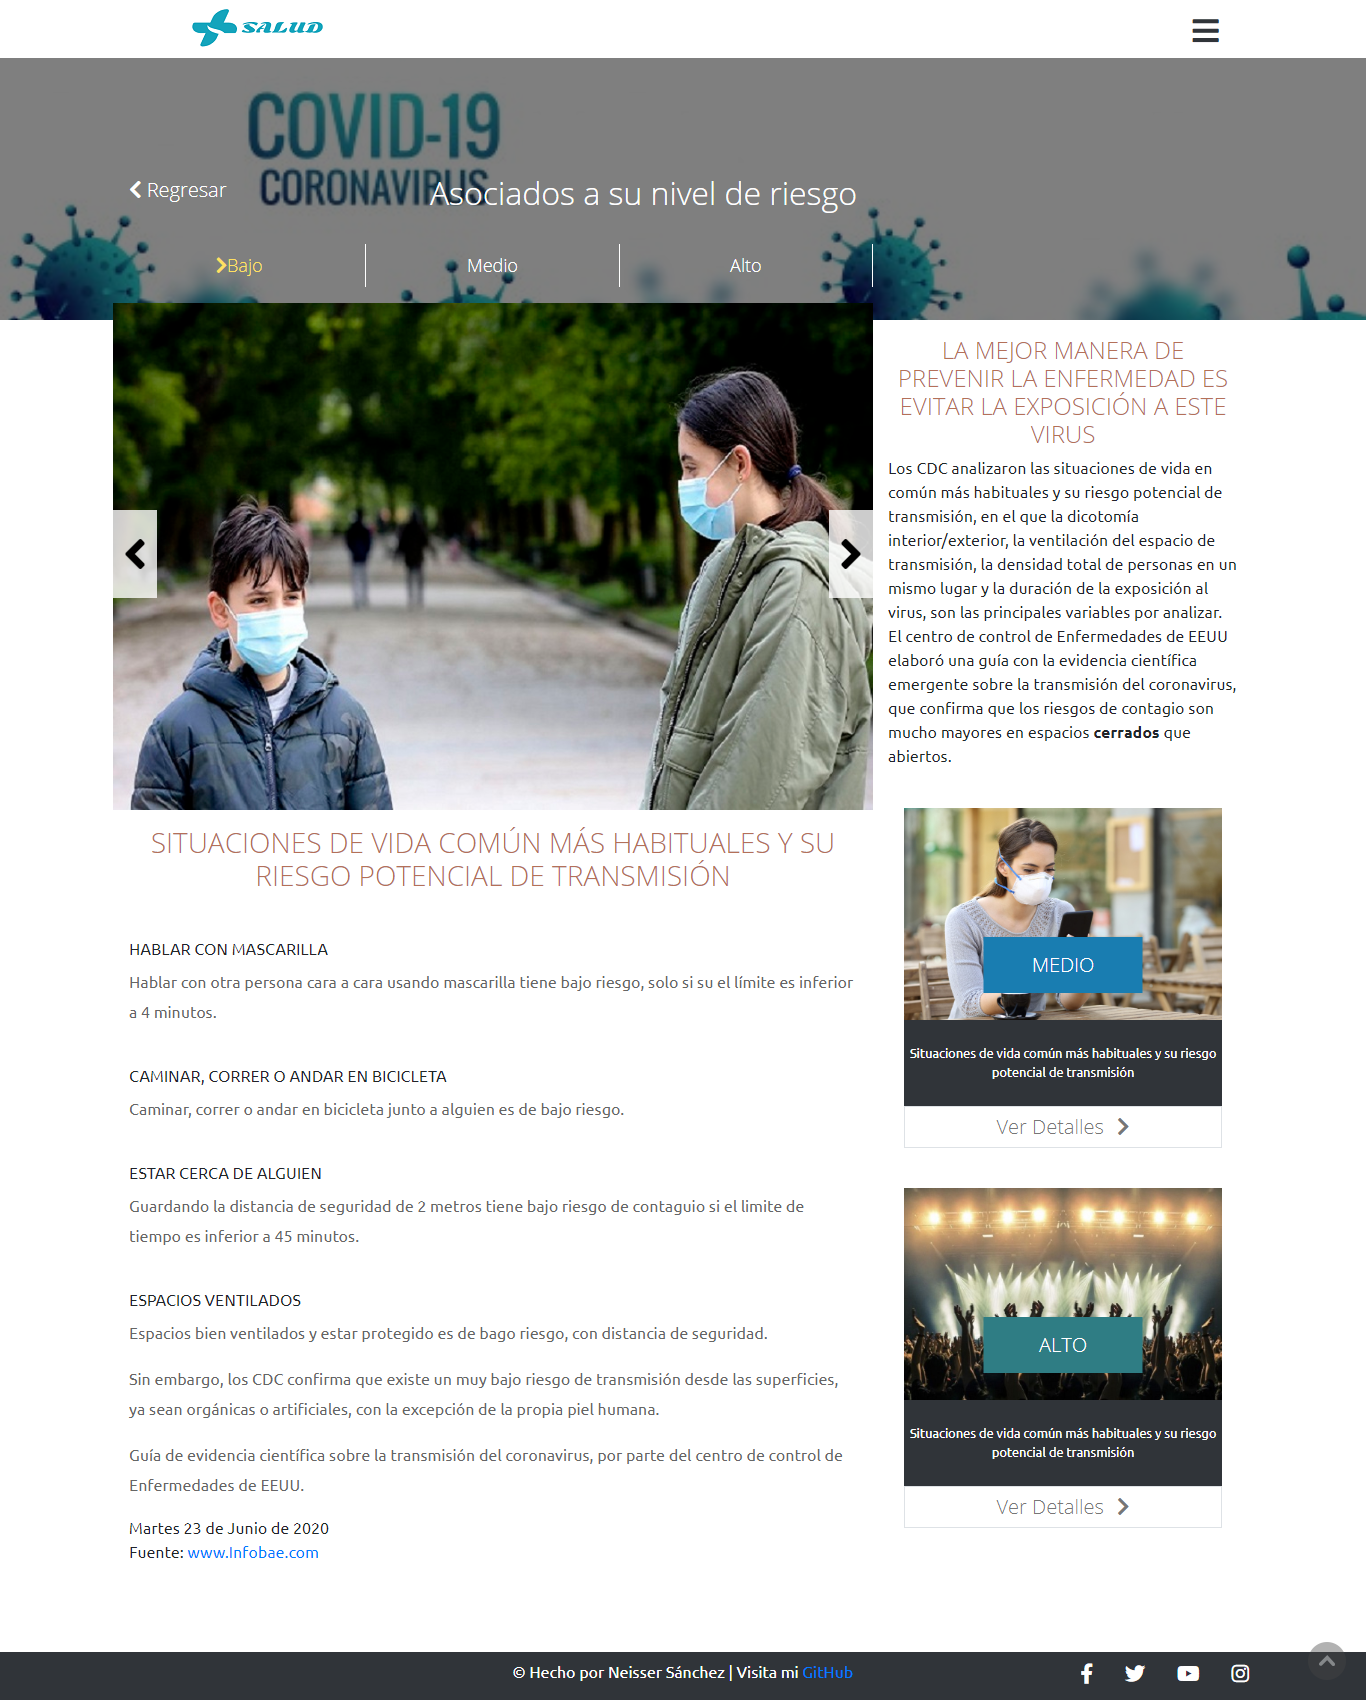 SALUD
COVID-19
CORONAVIRUS
Regresar
Asociados a su nivel de riesgo
Bajo
Medio
Alto
LA MEJOR MANERA DE
PREVENIR LA ENFERMEDAD ES
EVITAR LA EXPOSICIÓN A ESTE
VIRUS
Los CDC analizaron las situaciones de vida en
común más habituales y su riesgo potencial de
transmisión, en el que la dicotomía
interior/exterior, la ventilación del espacio de
transmisión, la densidad total de personas en un
mismo lugar y la duración de la exposición al
virus, son las principales variables por analizar.
El centro de control de Enfermedades de EEUU
elaboró una guía con la evidencia científica
emergente sobre la transmisión del coronavirus,
que confirma que los riesgos de contagio son
mucho mayores en espacios cerrados que
abiertos.
SITUACIONES DE VIDA COMÚN MÁS HABITUALES Y SU
RIESGO POTENCIAL DE TRANSMISIÓN
HABLAR CON MASCARILLA
Hablar con otra persona cara a cara usando mascarilla tiene bajo riesgo, solo si su el límite es inferior
a 4 minutos.
CAMINAR, CORRER O ANDAR EN BICICLETA
Caminar, correr o andar en bicicleta junto a alguien es de bajo riesgo.
ESTAR CERCA DE ALGUIEN
Guardando la distancia de seguridad de 2 metros tiene bajo riesgo de contaguio si el limite de
tiempo es inferior a 45 minutos.
ESPACIOS VENTILADOS
Espacios bien ventilados y estar protegido es de bago riesgo, con distancia de seguridad.
Sin embargo, los CDC confirma que existe un muy bajo riesgo de transmisión desde las superficies,
ya sean orgánicas o artificiales, con la excepción de la propia piel humana.
Guía de evidencia científica sobre la transmisión del coronavirus, por parte del centro de control de
Enfermedades de EEUU.
Martes 23 de Junio de 2020
Fuente: www.Infobae.com
MEDIO
Situaciones de vida común más habituales y su riesgo
potencial de transmisión
Ver Detalles
ALTO
Situaciones de vida común más habituales y su riesgo
potencial de transmisión
Ver Detalles
© Hecho por Neisser Sánchez | Visita mi GitHub